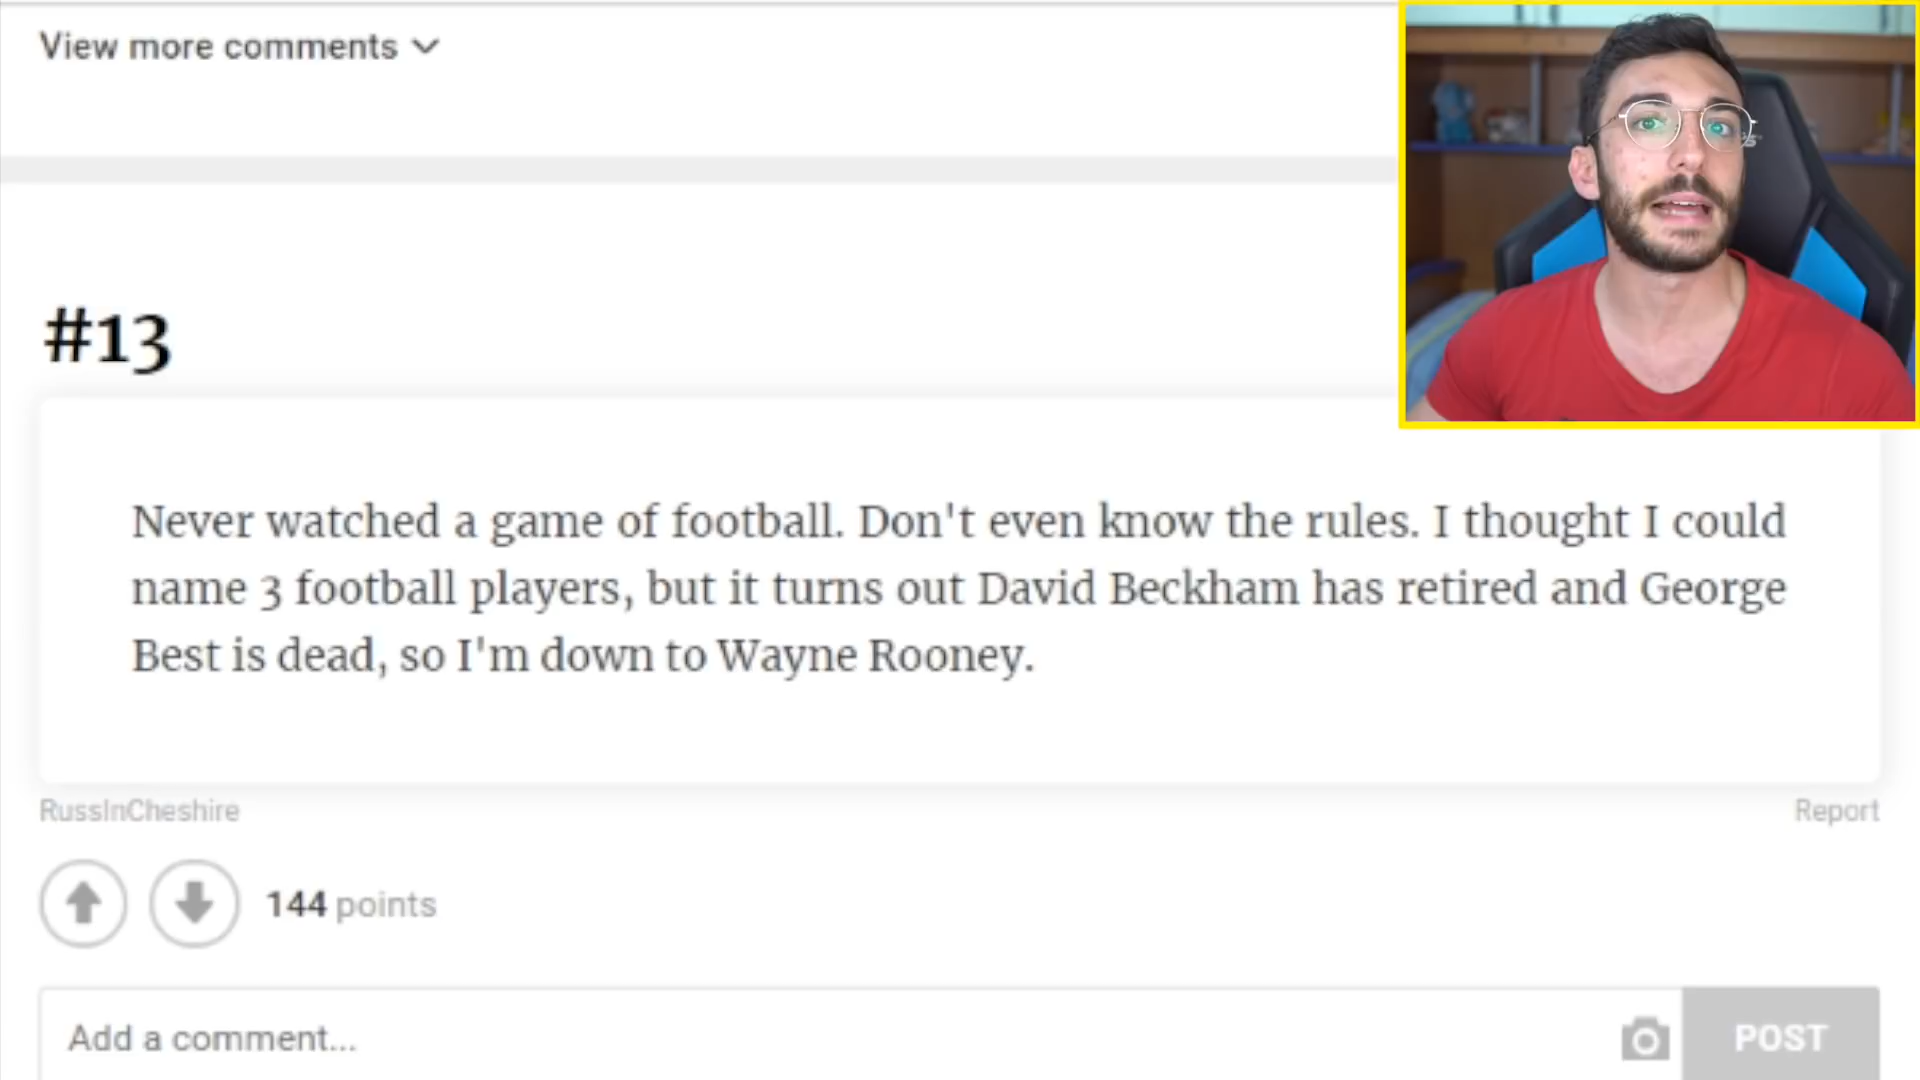 View more comments
#13
Never watched a game of football. Don't even know the rules. I thought I could
name 3 football players, but it turns out David Beckham has retired and George
Best is dead, so I'm down to Wayne Rooney.
RussInCheshire
Report
144 points
Add a comment...
POST